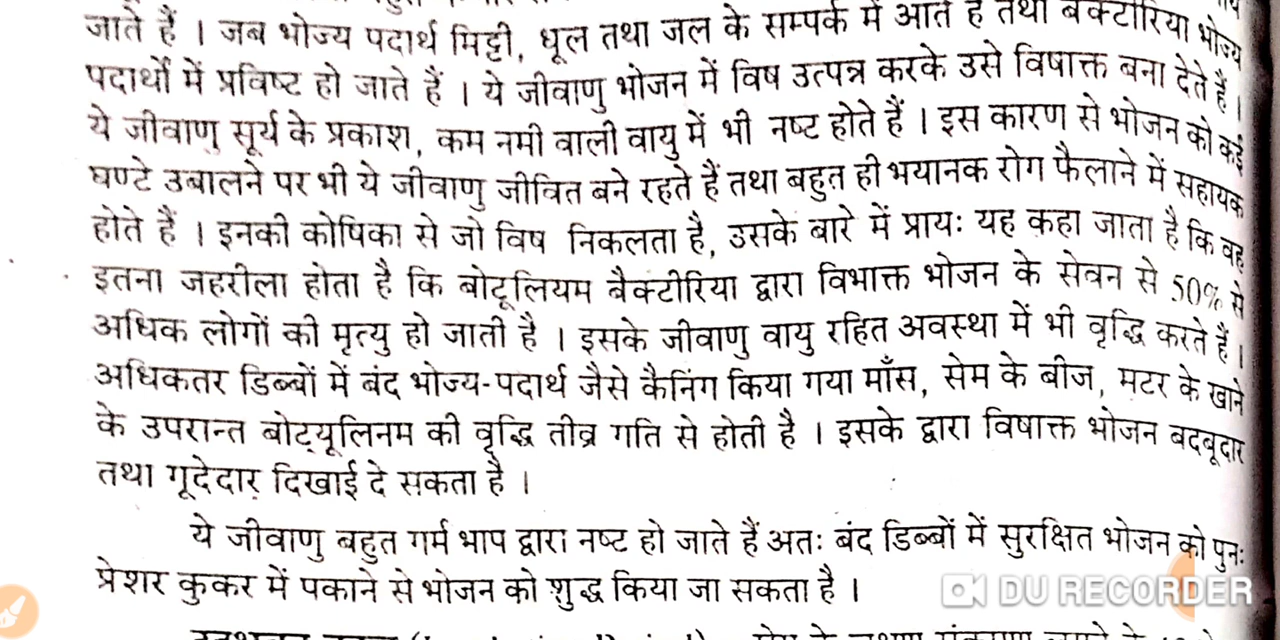 जाते हैं । जब भोज्य पदार्थ मिट्टी, धूल तथा जल के सम्पर्क में आते हैं तथा बैक्टीरिया भोज्य
पदार्थों में प्रविष्ट हो जाते हैं । ये जीवाणु भोजन में विष उत्पन्न करके उसे विषाक्त बना देते हैं ।
ये जीवाणु सूर्य के प्रकाश, कम नमी वाली वायु में भी नष्ट होते हैं । इस कारण से भोजन को कई
घण्टे उबालने पर भी ये जीवाणु जीवित बने रहते हैं तथा बहुत ही भयानक रोग फैलाने में सहायक
होते हैं । इनकी कोषिका से जो विष निकलता है, उसके बारे में प्रायः यह कहा जाता है कि वह
इतना जहरीला होता है कि बोटूलियम बैक्टीरिया द्वारा विभाक्त भोजन के सेवन से 50% से
अधिक लोगों की मृत्यु हो जाती है । इसके जीवाणु वायु रहित अवस्था में भी वृद्धि करते हैं ।
अधिकतर डिब्बों में बंद भोज्य-पदार्थ जैसे कैनिंग किया गया माँस, सेम के बीज, मटर के खाने
के उपरान्त बोट्यूलिनम की वृद्धि तीव्र गति से होती है । इसके द्वारा विषाक्त भोजन बदबूदार
तथा गूदेदार दिखाई दे सकता है ।
ये जीवाणु बहुत गर्म भाप द्वारा नष्ट हो जाते हैं अतः बंद डिब्बों में सुरक्षित भोजन को पुनः
प्रेशर कुकर में पकाने से भोजन को शुद्ध किया जा सकता है ।
DU RECORDER